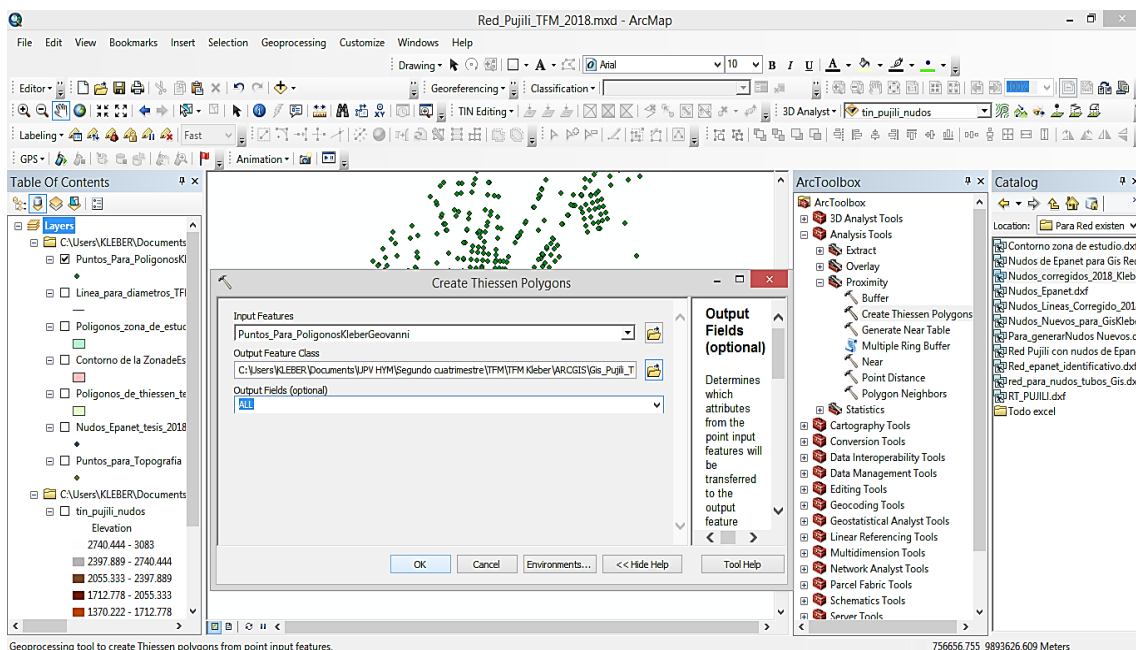 Red_Pujili_TFM_2018.mxd - ArcMap
File Edit View Bookmarks Insert Selection Geoprocessing Customize Windows Help
Drawing Arial 10 B I U A
Editor Georeferencing Classification 100%
TIN Editing 3D Analyst tin_pujili_nudos
Labeling Fast
GPS Animation
Table Of Contents
Layers
C:\Users\KLEBER\Documents
Puntos_Para_PoligonosKl
Linea_para_diametros_TFI
Poligonos_zona_de_estuc
Contorno de la ZonadeEs
Poligonos_de_thiessen_te
Nudos_Epanet_tesis_2018
Puntos_para_Topografia
C:\Users\KLEBER\Documents
tin_pujili_nudos
Elevation
2740.444 - 3083
2397.889 - 2740.444
2055.333 - 2397.889
1712.778 - 2055.333
1370.222 - 1712.778
Create Thiessen Polygons
Input Features
Puntos_Para_PoligonosKleberGeovanni
Output Feature Class
C:\Users\KLEBER\Documents\UPV HYM\Segundo cuatrimestre\TFM\TFM Kleber\ARCGIS\Gis_Pujili_T
Output Fields (optional)
ALL
OK Cancel Environments... << Hide Help Tool Help
Output Fields (optional)
Determines which attributes from the point input features will be transferred to the output feature
ArcToolbox
ArcToolbox
3D Analyst Tools
Analysis Tools
Extract
Overlay
Proximity
Buffer
Create Thiessen Polygons
Generate Near Table
Multiple Ring Buffer
Near
Point Distance
Polygon Neighbors
Statistics
Cartography Tools
Conversion Tools
Data Interoperability Tools
Data Management Tools
Editing Tools
Geocoding Tools
Geostatistical Analyst Tools
Linear Referencing Tools
Multidimension Tools
Network Analyst Tools
Parcel Fabric Tools
Schematics Tools
Server Tools
Catalog
Location: Para Red existen
Contorno zona de estudio.dxf
Nudos de Epanet para Gis Red
Nudos_corregidos_2018_Klebe
Nudos_Epanet.dxf
Nudos_Lineas_Corregido_201
Nudos_Nuevos_para_GisKlebe
Para_generarNudos Nuevos.d
Red Pujili con nudos de Epan
Red_epanet_identificativo.dxf
red_para_nudos_tubos_Gis.d
RT_PUJILI.dxf
Todo excel
Geoprocessing tool to create Thiessen polygons from point input features.
756656.755 9893626.609 Meters